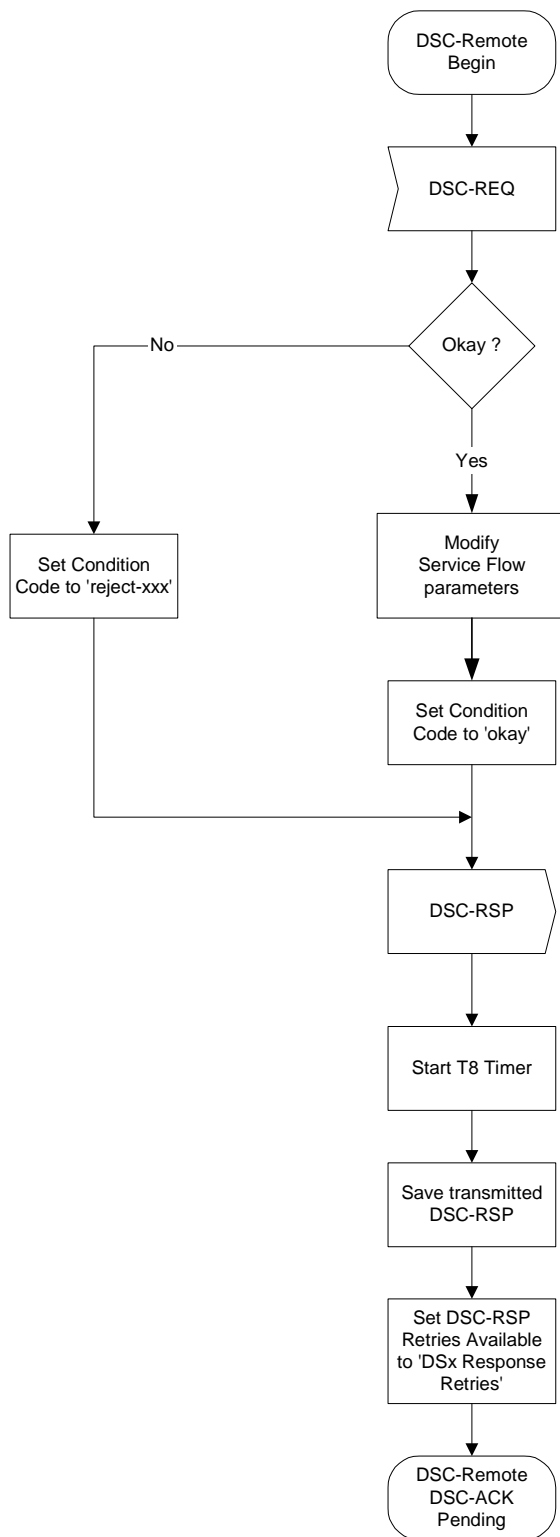 DSC-Remote
Begin
DSC-REQ
Okay ?
No
Yes
Set Condition
Code to 'reject-xxx'
Modify
Service Flow
parameters
Set Condition
Code to 'okay'
DSC-RSP
Start T8 Timer
Save transmitted
DSC-RSP
Set DSC-RSP
Retries Available
to 'DSx Response
Retries'
DSC-Remote
DSC-ACK
Pending